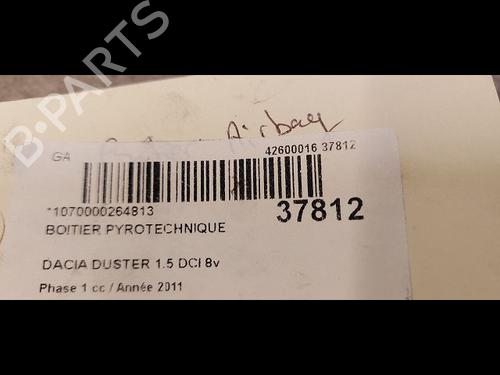 B-PARTS
Airbag
GA
42600016 37812
*1070000264813
37812
BOITIER PYROTECHNIQUE
DACIA DUSTER 1.5 DCI 8v
Phase 1 cc / Année 2011